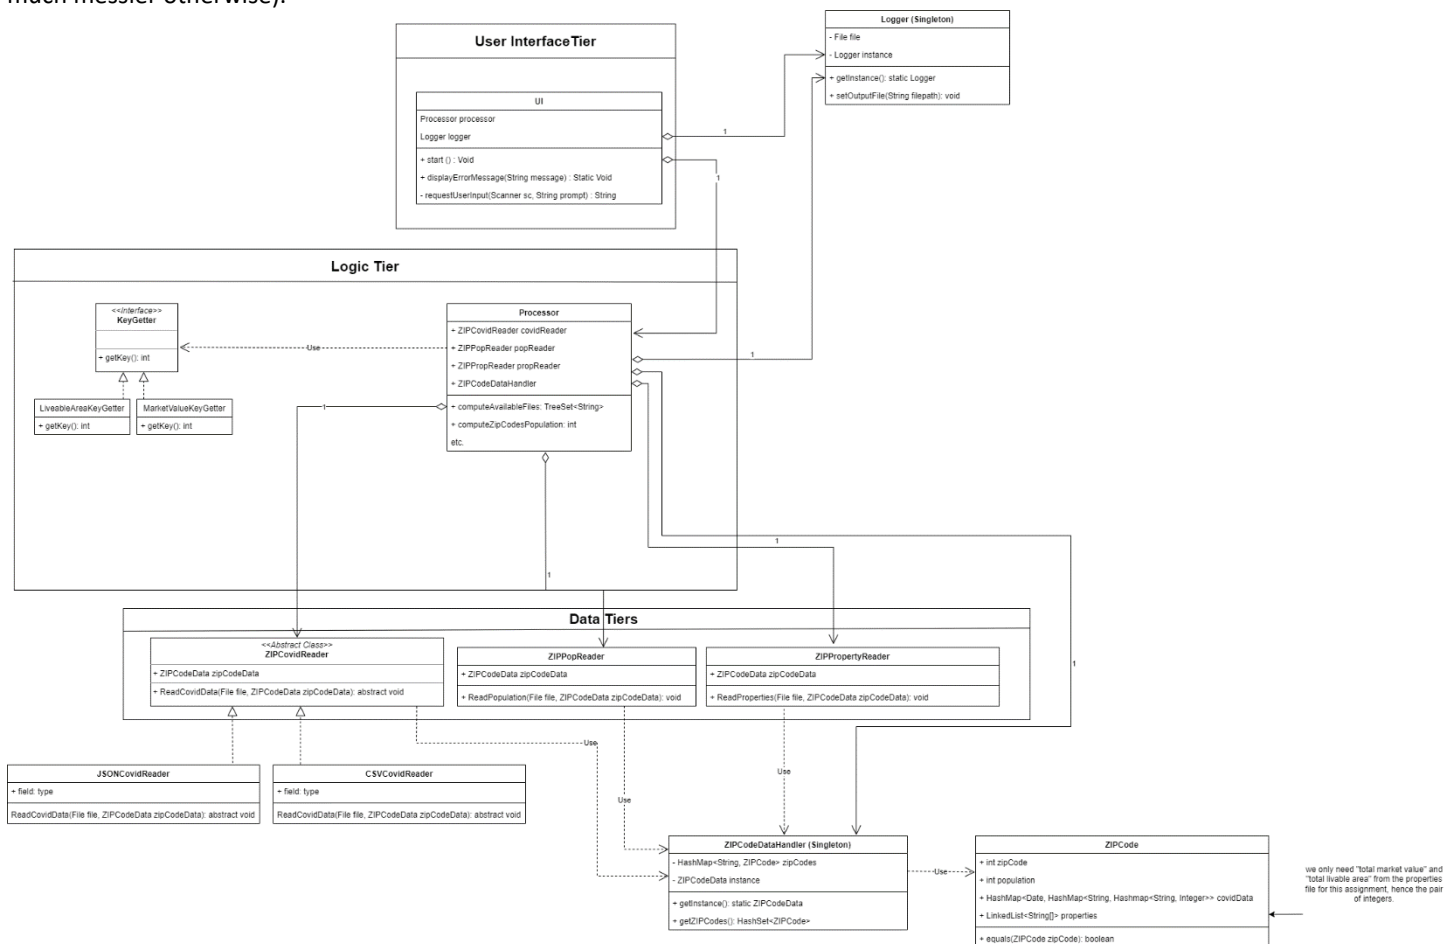 much messier otherwise).
Logger (Singleton)
- File file
- Logger instance
+ getInstance(): static Logger
+ setOutputFile(String filepath): void
User InterfaceTier
UI
Processor processor
Logger logger
+ start () : Void
+ displayErrorMessage(String message) : Static Void
- requestUserInput(Scanner sc, String prompt) : String
1
1
Logic Tier
<<Interface>>
KeyGetter
+ getKey(): int
LiveableAreaKeyGetter
+ getKey(): int
MarketValueKeyGetter
+ getKey(): int
Use
Processor
+ ZIPCovidReader covidReader
+ ZIPPopReader popReader
+ ZIPPropReader propReader
+ ZIPCodeDataHandler
+ computeAvailableFiles: TreeSet<String>
+ computeZipCodesPopulation: int
etc.
1
1
1
1
1
Data Tiers
<<Abstract Class>>
ZIPCovidReader
+ ZIPCodeData zipCodeData
+ ReadCovidData(File file, ZIPCodeData zipCodeData): abstract void
ZIPPopReader
+ ZIPCodeData zipCodeData
+ ReadPopulation(File file, ZIPCodeData zipCodeData): void
ZIPPropertyReader
+ ZIPCodeData zipCodeData
+ ReadProperties(File file, ZIPCodeData zipCodeData): void
JSONCovidReader
+ field: type
ReadCovidData(File file, ZIPCodeData zipCodeData): abstract void
CSVCovidReader
+ field: type
ReadCovidData(File file, ZIPCodeData zipCodeData): abstract void
Use
Use
Use
ZIPCodeDataHandler (Singleton)
- HashMap<String, ZIPCode> zipCodes
- ZIPCodeData instance
+ getInstance(): static ZIPCodeData
+ getZIPCodes(): HashSet<ZIPCode>
Use
ZIPCode
+ int zipCode
+ int population
+ HashMap<Date, HashMap<String, Hashmap<String, Integer>> covidData
+ LinkedList<String[]> properties
+ equals(ZIPCode zipCode): boolean
we only need "total market value" and
"total livable area" from the properties
file for this assignment, hence the pair
of integers.